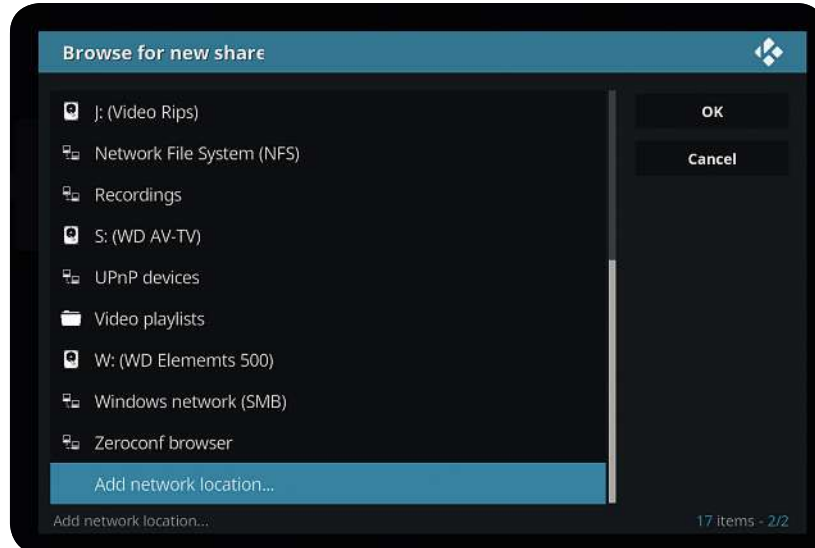 Browse for new share
J: (Video Rips)
Network File System (NFS)
Recordings
S: (WD AV-TV)
UPnP devices
Video playlists
W: (WD Elememts 500)
Windows network (SMB)
Zeroconf browser
Add network location...
OK
Cancel
Add network location...
17 items - 2/2